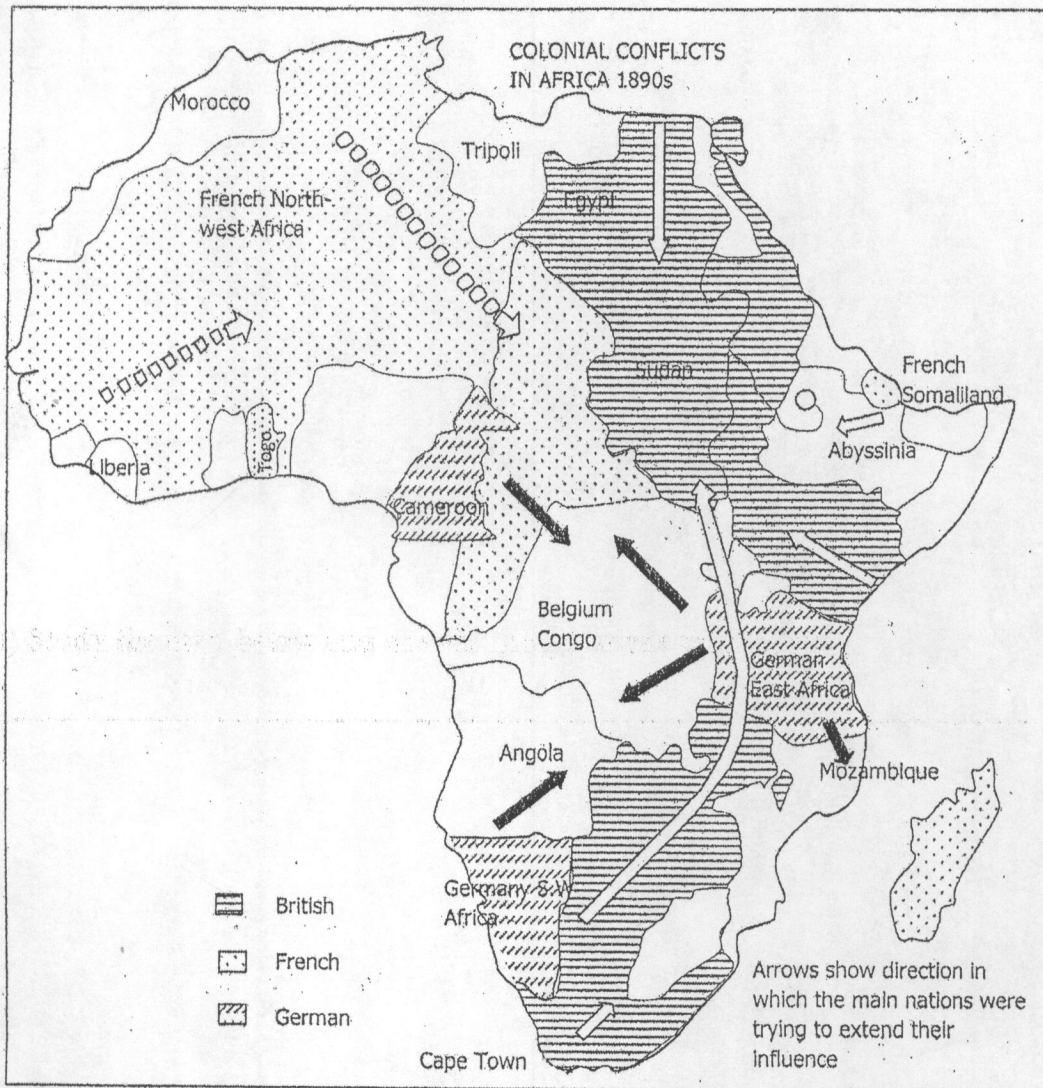 COLONIAL CONFLICTS
IN AFRICA 1890s
Morocco
Tripoli
French North-
west Africa
Egypt
Sudan
French
Somaliland
Abyssinia
Liberia
Togo
Cameroon
Belgium
Congo
German
East Africa
Angola
Mozambique
Germany S.W
Africa
British
French
German
Cape Town
Arrows show direction in
which the main nations were
trying to extend their
influence